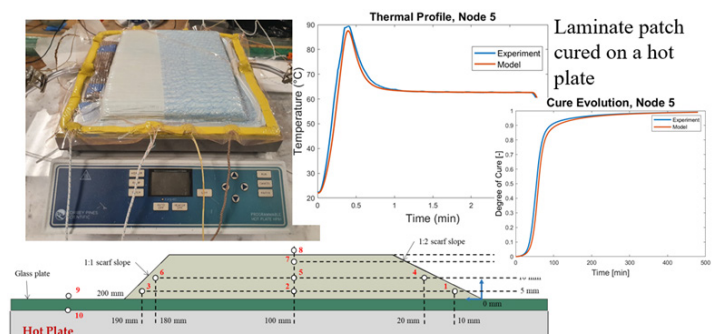 Thermal Profile, Node 5
90
80
70
60
50
40
30
20
Temperature (°C)
0
0.5
1
1.5
2
Time (min)
Experiment
Model
Laminate patch
cured on a hot
plate
Cure Evolution, Node 5
1
0.9
0.8
0.7
0.6
0.5
0.4
0.3
0.2
0.1
0
Degree of Cure [-]
0
100
200
300
400
500
Time [min]
Experiment
Model
PROGRAMMABLE
HOT PLATE
SCIENTIFIC
8
7
1:2 scarf slope
1:1 scarf slope
6
5
4
Glass plate
9
3
2
1
200 mm
5 mm
0 mm
10
190 mm
180 mm
100 mm
20 mm
10 mm
Hot Plate